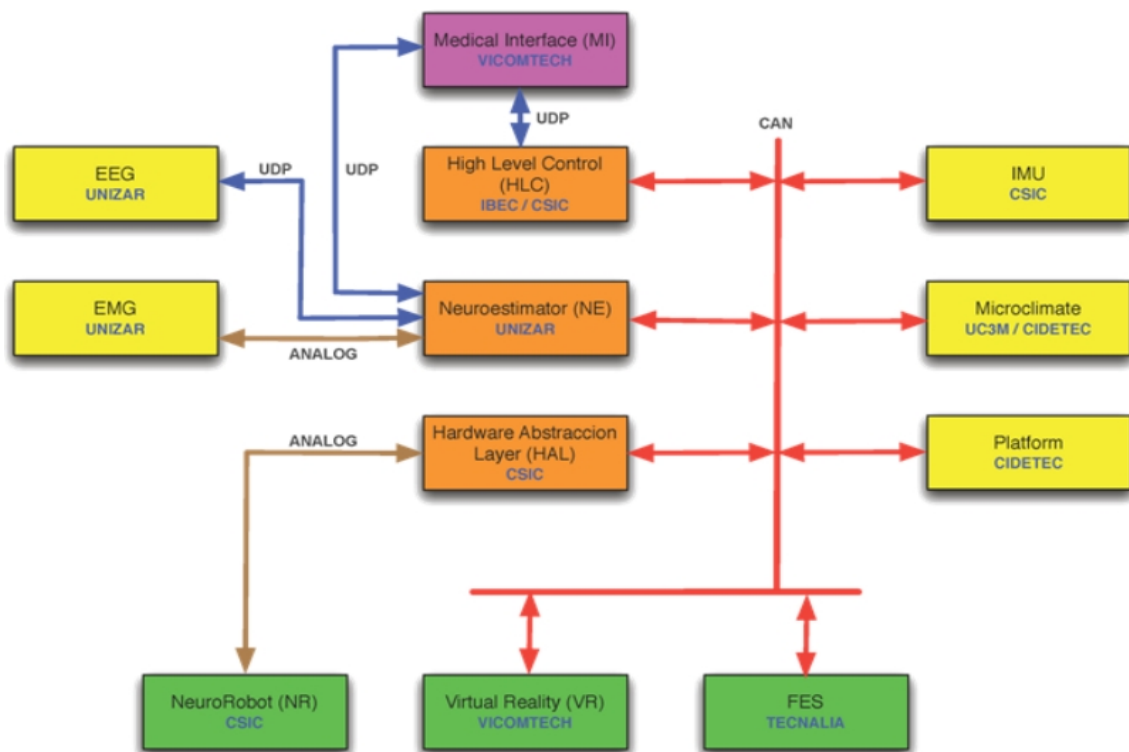 Medical Interface (MI)
VICOMTECH
UDP
CAN
EEG
UNIZAR
UDP
UDP
High Level Control
(HLC)
IBEC / CSIC
IMU
CSIC
EMG
UNIZAR
Neuroestimator (NE)
UNIZAR
Microclimate
UC3M / CIDETEC
ANALOG
ANALOG
Hardware Abstraccion
Layer (HAL)
CSIC
Platform
CIDETEC
NeuroRobot (NR)
CSIC
Virtual Reality (VR)
VICOMTECH
FES
TECNALIA